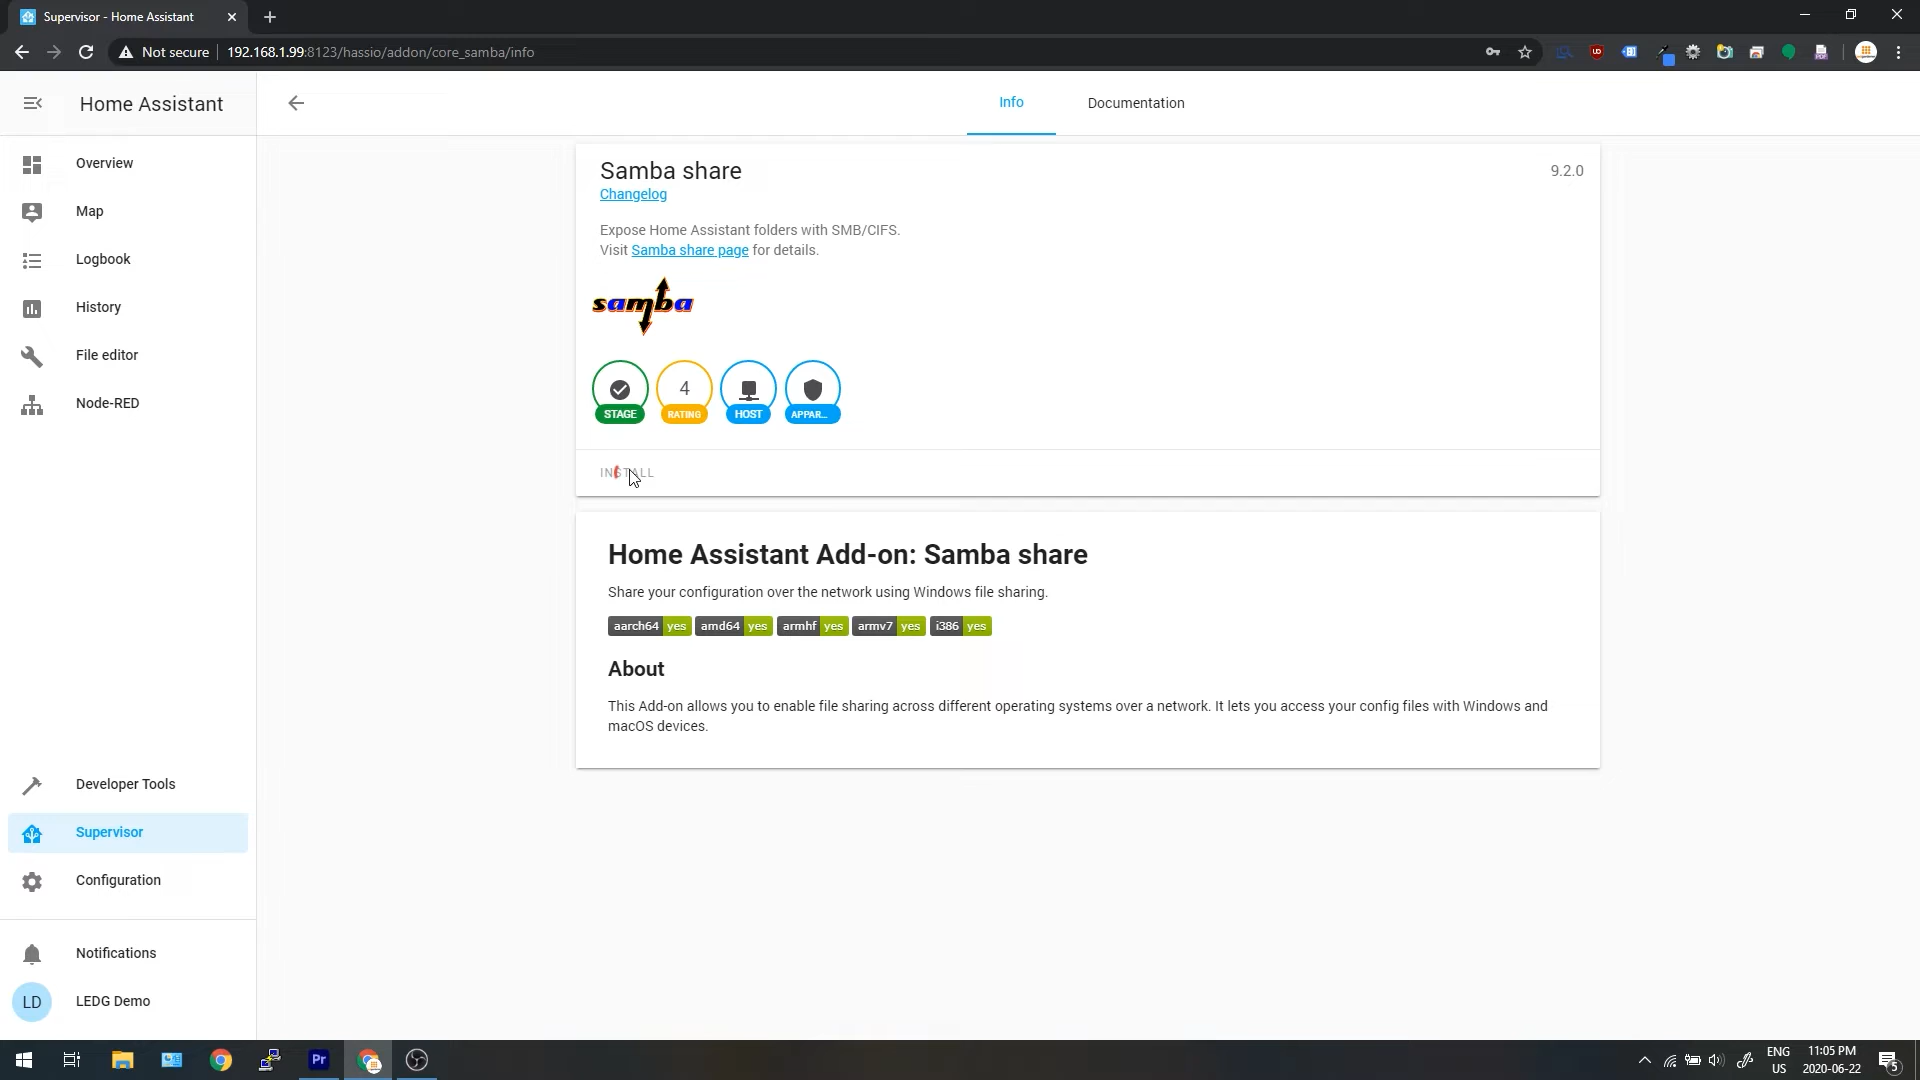 Supervisor - Home Assistant
Not secure
192.168.1.99:8123/hassio/addon/core_samba/info
Home Assistant
Info
Documentation
Overview
Map
Logbook
History
File editor
Node-RED
Developer Tools
Supervisor
Configuration
Notifications
LD
LEDG Demo
Samba share
9.2.0
Changelog
Expose Home Assistant folders with SMB/CIFS.
Visit Samba share page for details.
samba
4
STAGE
RATING
HOST
APPAR...
INSTALL
Home Assistant Add-on: Samba share
Share your configuration over the network using Windows file sharing.
aarch64 yes amd64 yes armhf yes armv7 yes i386 yes
About
This Add-on allows you to enable file sharing across different operating systems over a network. It lets you access your config files with Windows and
macOS devices.
Pr
ENG
US
11:05 PM
2020-06-22
5